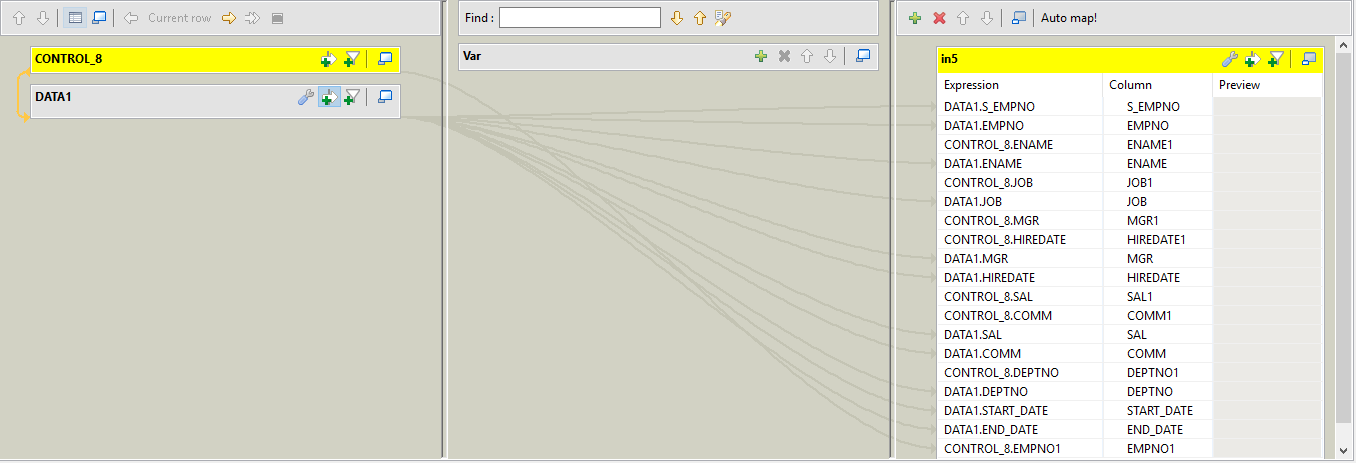 Current row
Find :
Auto map!
CONTROL_8
DATA1
Var
in5
Expression Column Preview
DATA1.S_EMPNO S_EMPNO
DATA1.EMPNO EMPNO
CONTROL_8.ENAME ENAME1
DATA1.ENAME ENAME
CONTROL_8.JOB JOB1
DATA1.JOB JOB
CONTROL_8.MGR MGR1
CONTROL_8.HIREDATE HIREDATE1
DATA1.MGR MGR
DATA1.HIREDATE HIREDATE
CONTROL_8.SAL SAL1
CONTROL_8.COMM COMM1
DATA1.SAL SAL
DATA1.COMM COMM
CONTROL_8.DEPTNO DEPTNO1
DATA1.DEPTNO DEPTNO
DATA1.START_DATE START_DATE
DATA1.END_DATE END_DATE
CONTROL_8.EMPNO1 EMPNO1